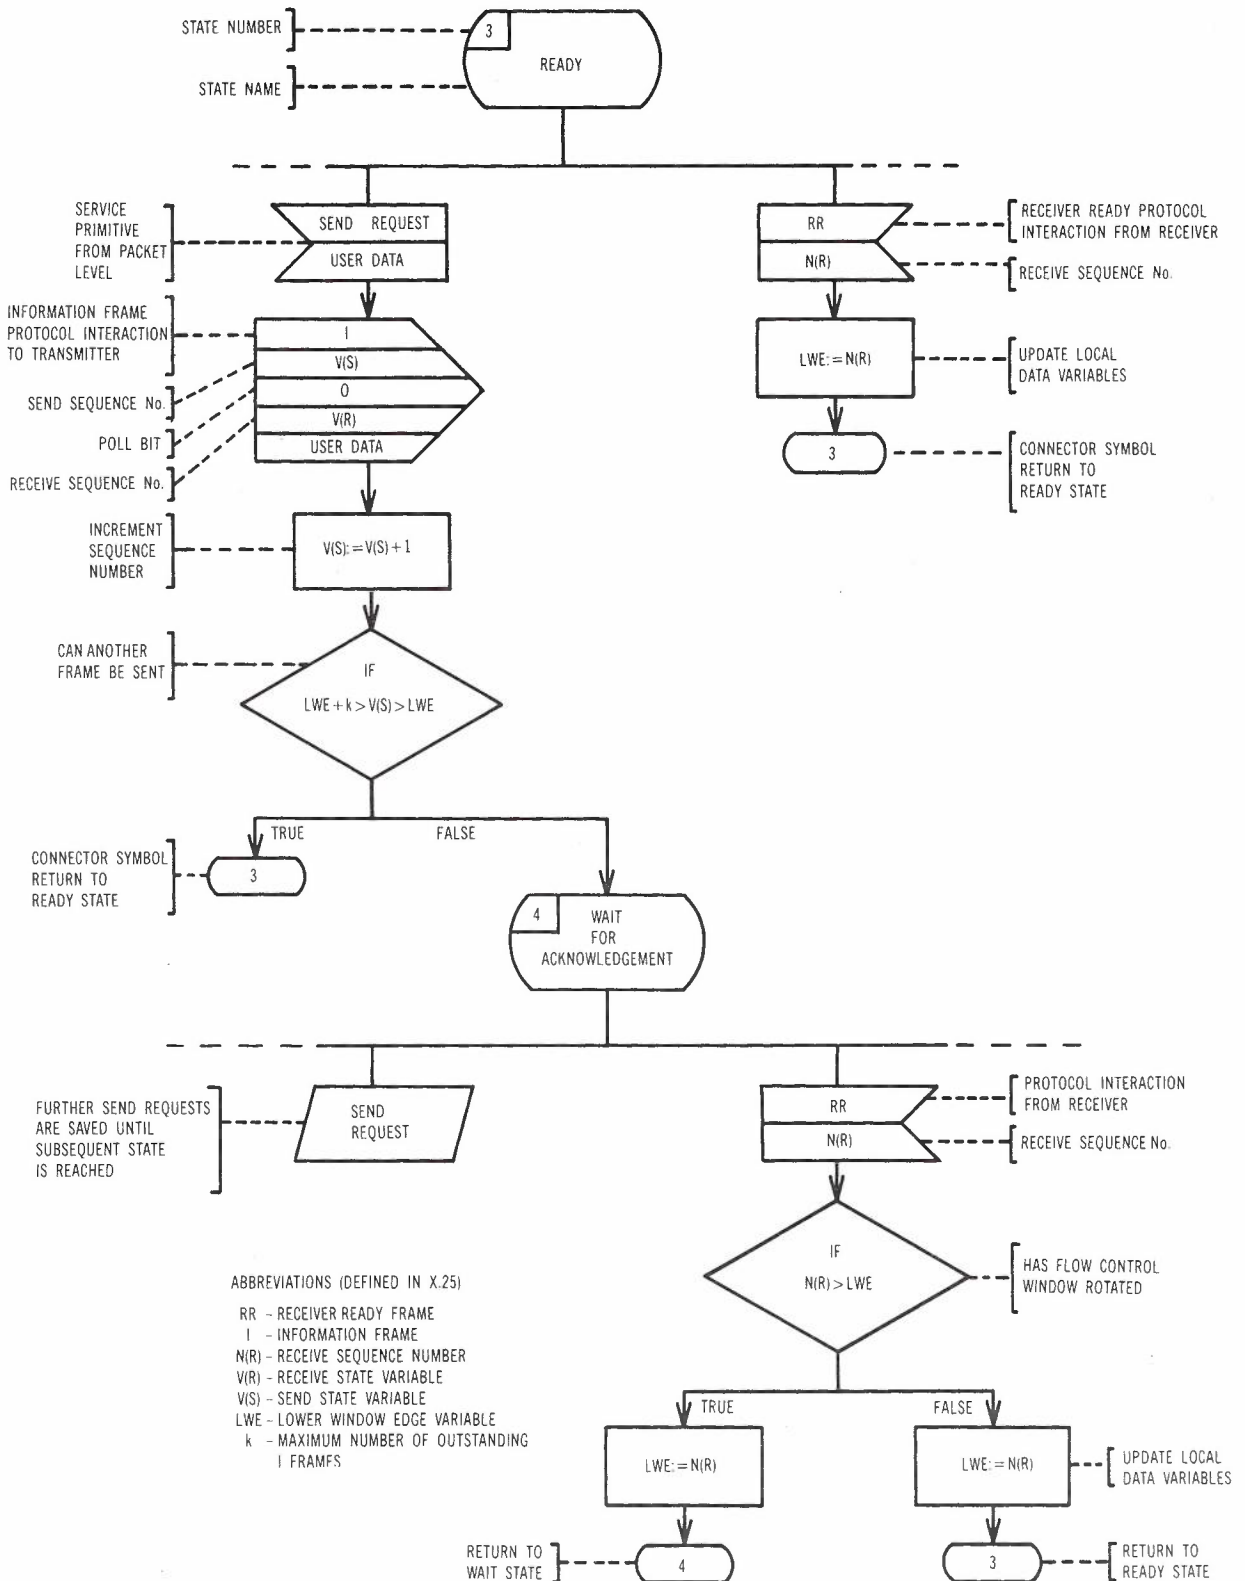 STATE NUMBER
3
READY
STATE NAME
SERVICE
PRIMITIVE
FROM PACKET
LEVEL
SEND REQUEST
USER DATA
RR
N(R)
RECEIVER READY PROTOCOL
INTERACTION FROM RECEIVER
RECEIVE SEQUENCE No.
INFORMATION FRAME
PROTOCOL INTERACTION
TO TRANSMITTER
SEND SEQUENCE No.
POLL BIT
RECEIVE SEQUENCE No.
I
V(S)
0
V(R)
USER DATA
LWE:=N(R)
UPDATE LOCAL
DATA VARIABLES
3
CONNECTOR SYMBOL
RETURN TO
READY STATE
INCREMENT
SEQUENCE
NUMBER
V(S):=V(S)+1
CAN ANOTHER
FRAME BE SENT
IF
LWE+k>V(S)>LWE
TRUE
FALSE
CONNECTOR SYMBOL
RETURN TO
READY STATE
3
4
WAIT
FOR
ACKNOWLEDGEMENT
FURTHER SEND REQUESTS
ARE SAVED UNTIL
SUBSEQUENT STATE
IS REACHED
SEND
REQUEST
RR
N(R)
PROTOCOL INTERACTION
FROM RECEIVER
RECEIVE SEQUENCE No.
IF
N(R)>LWE
HAS FLOW CONTROL
WINDOW ROTATED
ABBREVIATIONS (DEFINED IN X.25)
RR – RECEIVER READY FRAME
I – INFORMATION FRAME
N(R) – RECEIVE SEQUENCE NUMBER
V(R) – RECEIVE STATE VARIABLE
V(S) – SEND STATE VARIABLE
LWE – LOWER WINDOW EDGE VARIABLE
k – MAXIMUM NUMBER OF OUTSTANDING
I FRAMES
TRUE
FALSE
LWE:=N(R)
LWE:=N(R)
UPDATE LOCAL
DATA VARIABLES
RETURN TO
WAIT STATE
4
3
RETURN TO
READY STATE